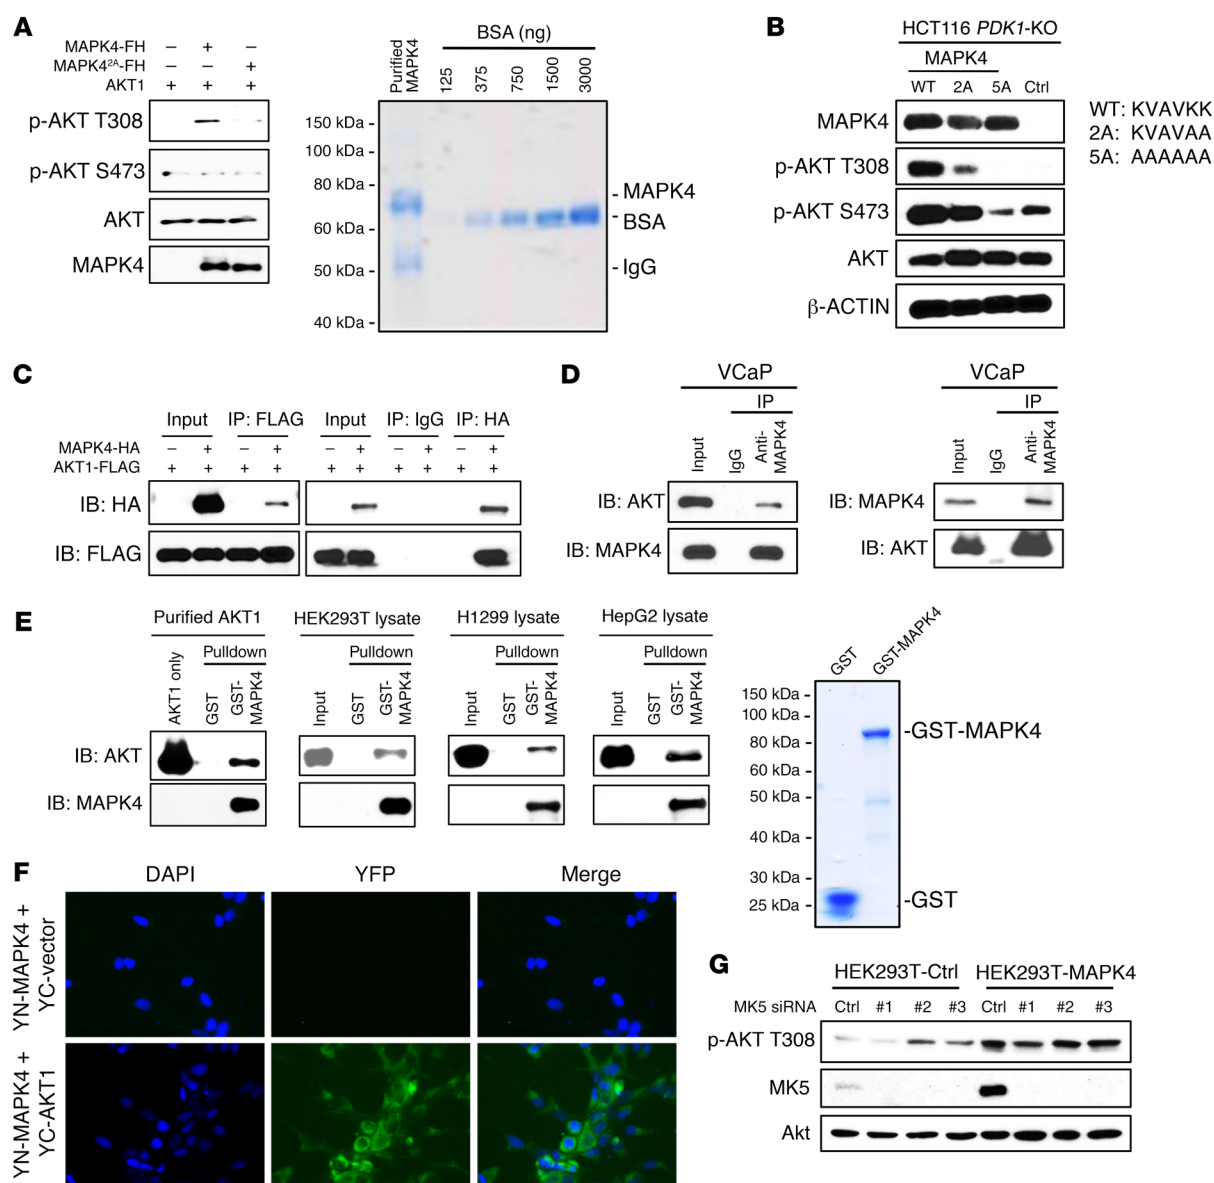 A
MAPK4-FH – + –
MAPK4²ᴬ-FH – – +
AKT1 + + +
p-AKT T308
p-AKT S473
AKT
MAPK4
Purified MAPK4
BSA (ng)
125 375 750 1500 3000
150 kDa
100 kDa
80 kDa
60 kDa
50 kDa
40 kDa
MAPK4
BSA
IgG
B
HCT116 PDK1-KO
MAPK4
WT 2A 5A Ctrl
MAPK4
p-AKT T308
p-AKT S473
AKT
β-ACTIN
WT: KVAVKK
2A: KVAVAA
5A: AAAAAA
C
Input IP: FLAG Input IP: IgG IP: HA
MAPK4-HA – + – + – + – + – +
AKT1-FLAG + + + + + + + + + +
IB: HA
IB: FLAG
D
VCaP
IP
Input IgG Anti-MAPK4
IB: AKT
IB: MAPK4
VCaP
IP
Input IgG Anti-MAPK4
IB: MAPK4
IB: AKT
E
Purified AKT1 HEK293T lysate H1299 lysate HepG2 lysate
Pulldown Pulldown Pulldown Pulldown
AKT1 only GST GST-MAPK4 Input GST GST-MAPK4 Input GST GST-MAPK4 Input GST GST-MAPK4
IB: AKT
IB: MAPK4
GST GST-MAPK4
150 kDa
100 kDa
80 kDa
60 kDa
50 kDa
40 kDa
30 kDa
25 kDa
GST-MAPK4
GST
F
DAPI YFP Merge
YN-MAPK4 +
YC-vector
YN-MAPK4 +
YC-AKT1
G
HEK293T-Ctrl HEK293T-MAPK4
MK5 siRNA Ctrl #1 #2 #3 Ctrl #1 #2 #3
p-AKT T308
MK5
Akt